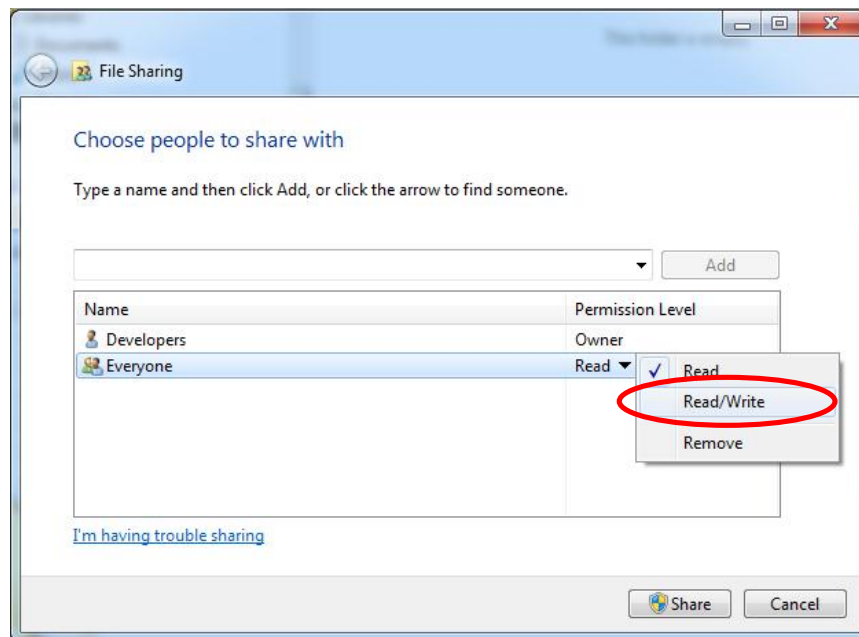 File Sharing
Choose people to share with
Type a name and then click Add, or click the arrow to find someone.
Add
Name Permission Level
Developers Owner
Everyone Read
Read
Read/Write
Remove
I'm having trouble sharing
Share Cancel